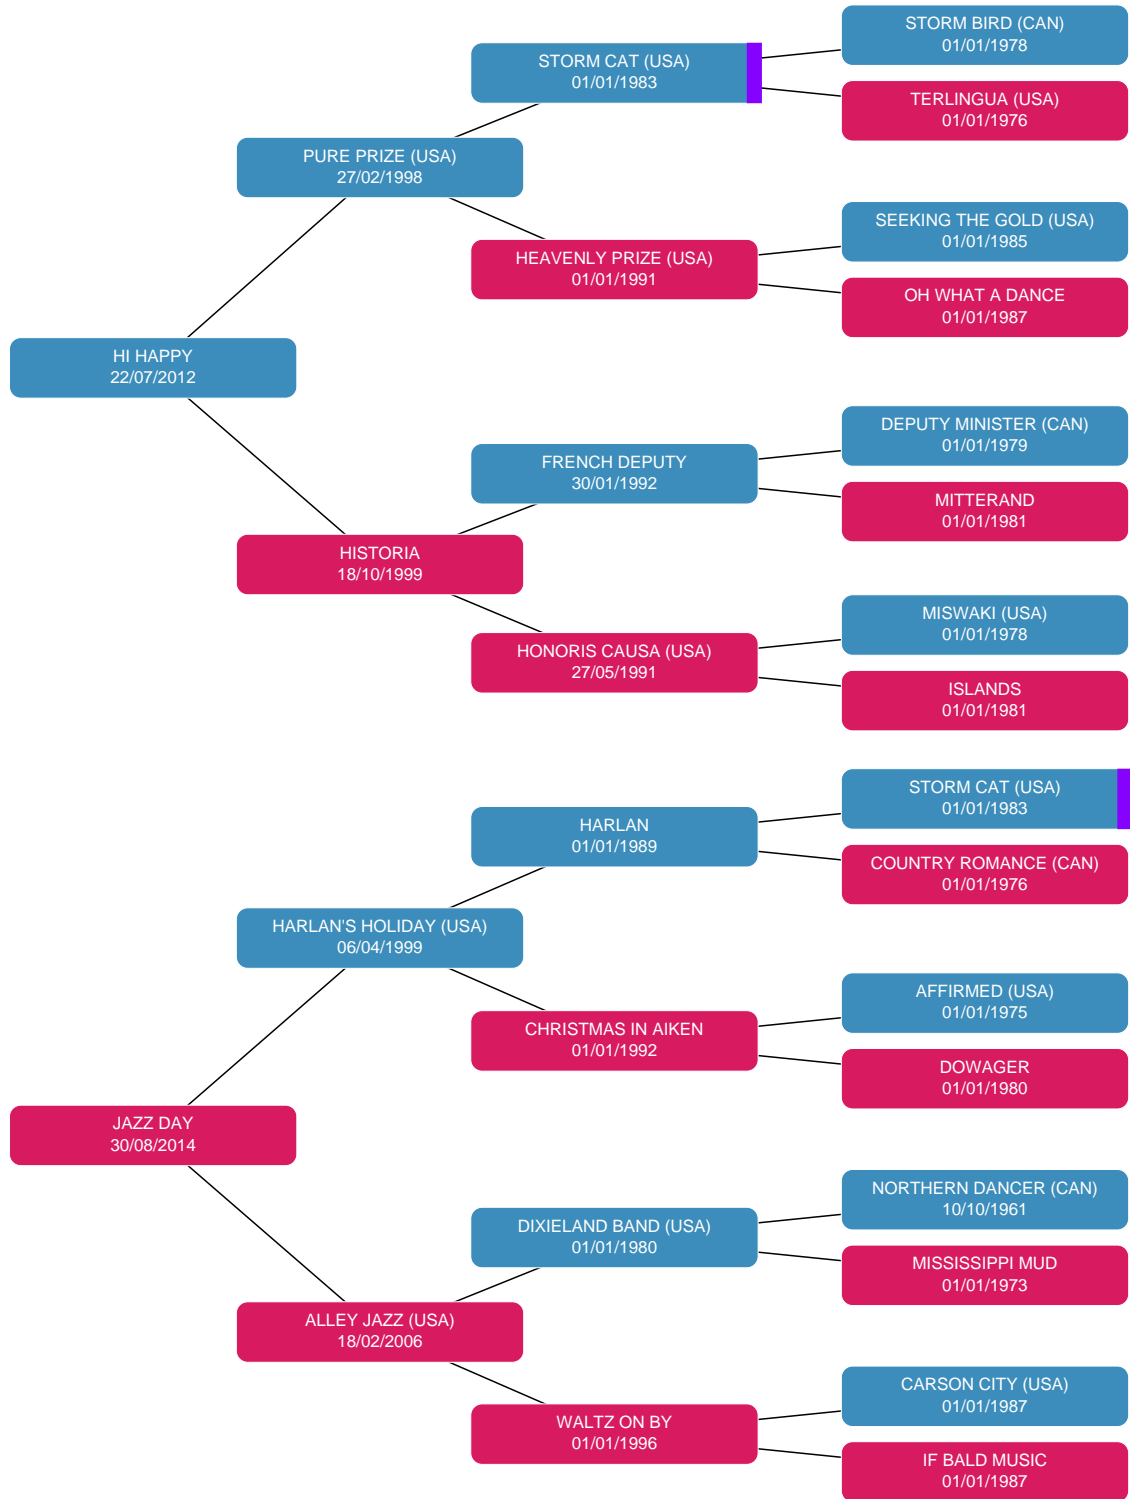 STORM BIRD (CAN)
01/01/1978
STORM CAT (USA)
01/01/1983
TERLINGUA (USA)
01/01/1976
PURE PRIZE (USA)
27/02/1998
SEEKING THE GOLD (USA)
01/01/1985
HEAVENLY PRIZE (USA)
01/01/1991
OH WHAT A DANCE
01/01/1987
HI HAPPY
22/07/2012
DEPUTY MINISTER (CAN)
01/01/1979
FRENCH DEPUTY
30/01/1992
MITTERAND
01/01/1981
HISTORIA
18/10/1999
MISWAKI (USA)
01/01/1978
HONORIS CAUSA (USA)
27/05/1991
ISLANDS
01/01/1981
STORM CAT (USA)
01/01/1983
HARLAN
01/01/1989
COUNTRY ROMANCE (CAN)
01/01/1976
HARLAN'S HOLIDAY (USA)
06/04/1999
AFFIRMED (USA)
01/01/1975
CHRISTMAS IN AIKEN
01/01/1992
DOWAGER
01/01/1980
JAZZ DAY
30/08/2014
NORTHERN DANCER (CAN)
10/10/1961
DIXIELAND BAND (USA)
01/01/1980
MISSISSIPPI MUD
01/01/1973
ALLEY JAZZ (USA)
18/02/2006
CARSON CITY (USA)
01/01/1987
WALTZ ON BY
01/01/1996
IF BALD MUSIC
01/01/1987